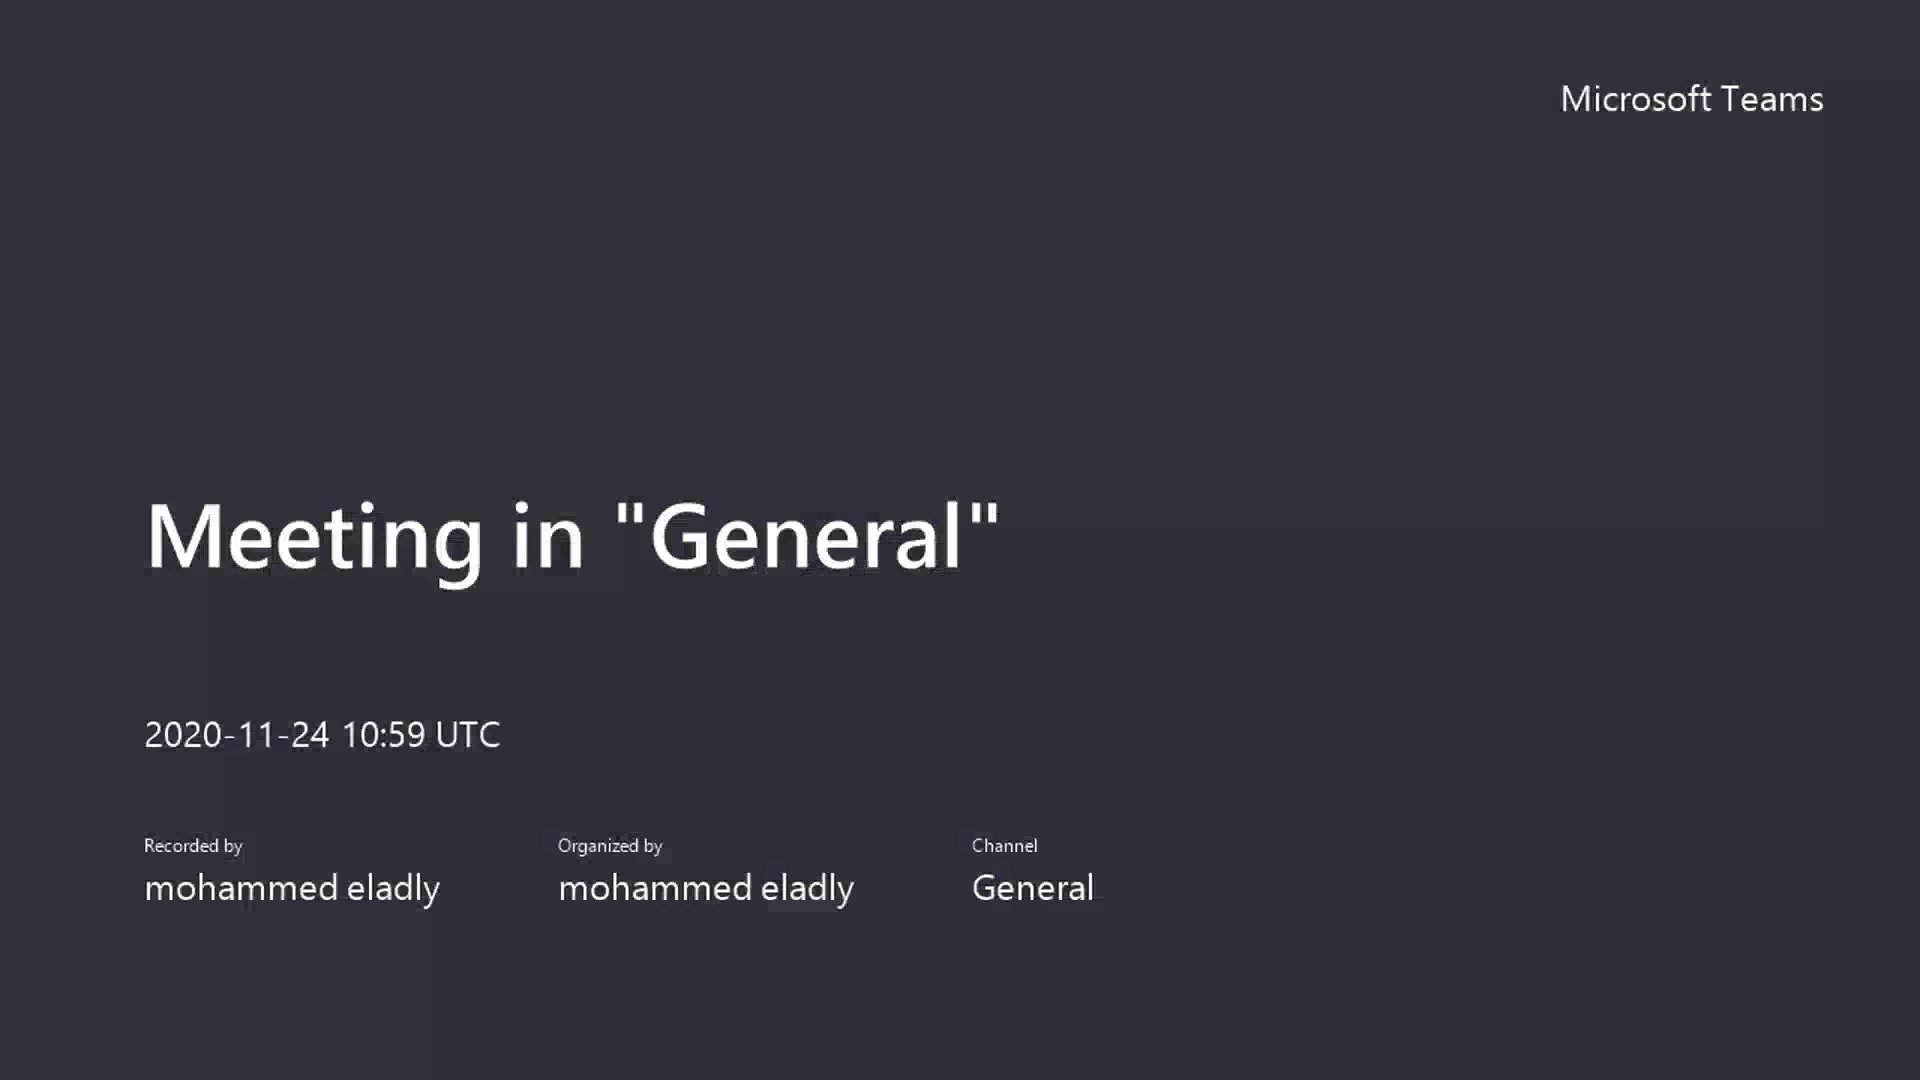 Microsoft Teams
Meeting in "General"
2020-11-24 10:59 UTC
Recorded by
mohammed eladly
Organized by
mohammed eladly
Channel
General